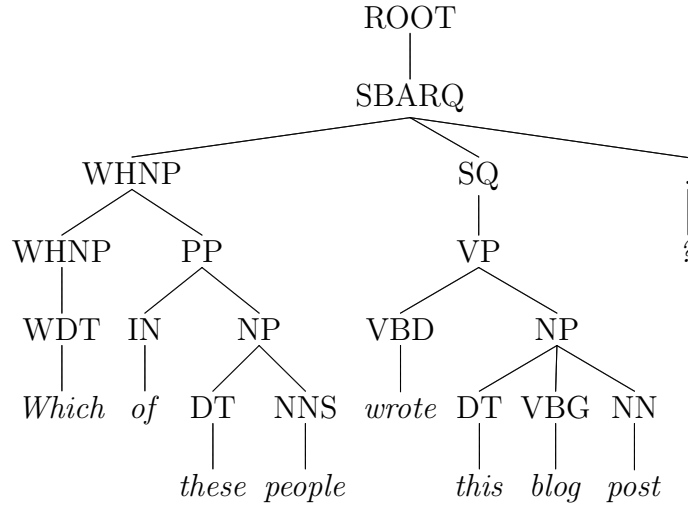 ROOT
SBARQ
WHNP SQ .
WHNP PP VP ?
WDT IN NP VBD NP
Which of DT NNS wrote DT VBG NN
these people this blog post